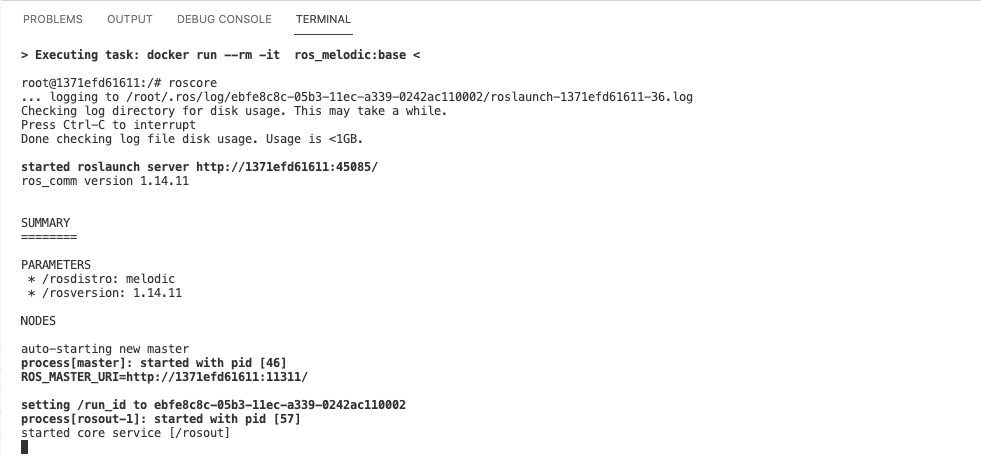 PROBLEMS OUTPUT DEBUG CONSOLE TERMINAL
> Executing task: docker run --rm -it  ros_melodic:base <
root@1371efd61611:/# roscore
... logging to /root/.ros/log/ebfe8c8c-05b3-11ec-a339-0242ac110002/roslaunch-1371efd61611-36.log
Checking log directory for disk usage. This may take a while.
Press Ctrl-C to interrupt
Done checking log file disk usage. Usage is <1GB.
started roslaunch server http://1371efd61611:45085/
ros_comm version 1.14.11
SUMMARY
========
PARAMETERS
 * /rosdistro: melodic
 * /rosversion: 1.14.11
NODES
auto-starting new master
process[master]: started with pid [46]
ROS_MASTER_URI=http://1371efd61611:11311/
setting /run_id to ebfe8c8c-05b3-11ec-a339-0242ac110002
process[rosout-1]: started with pid [57]
started core service [/rosout]